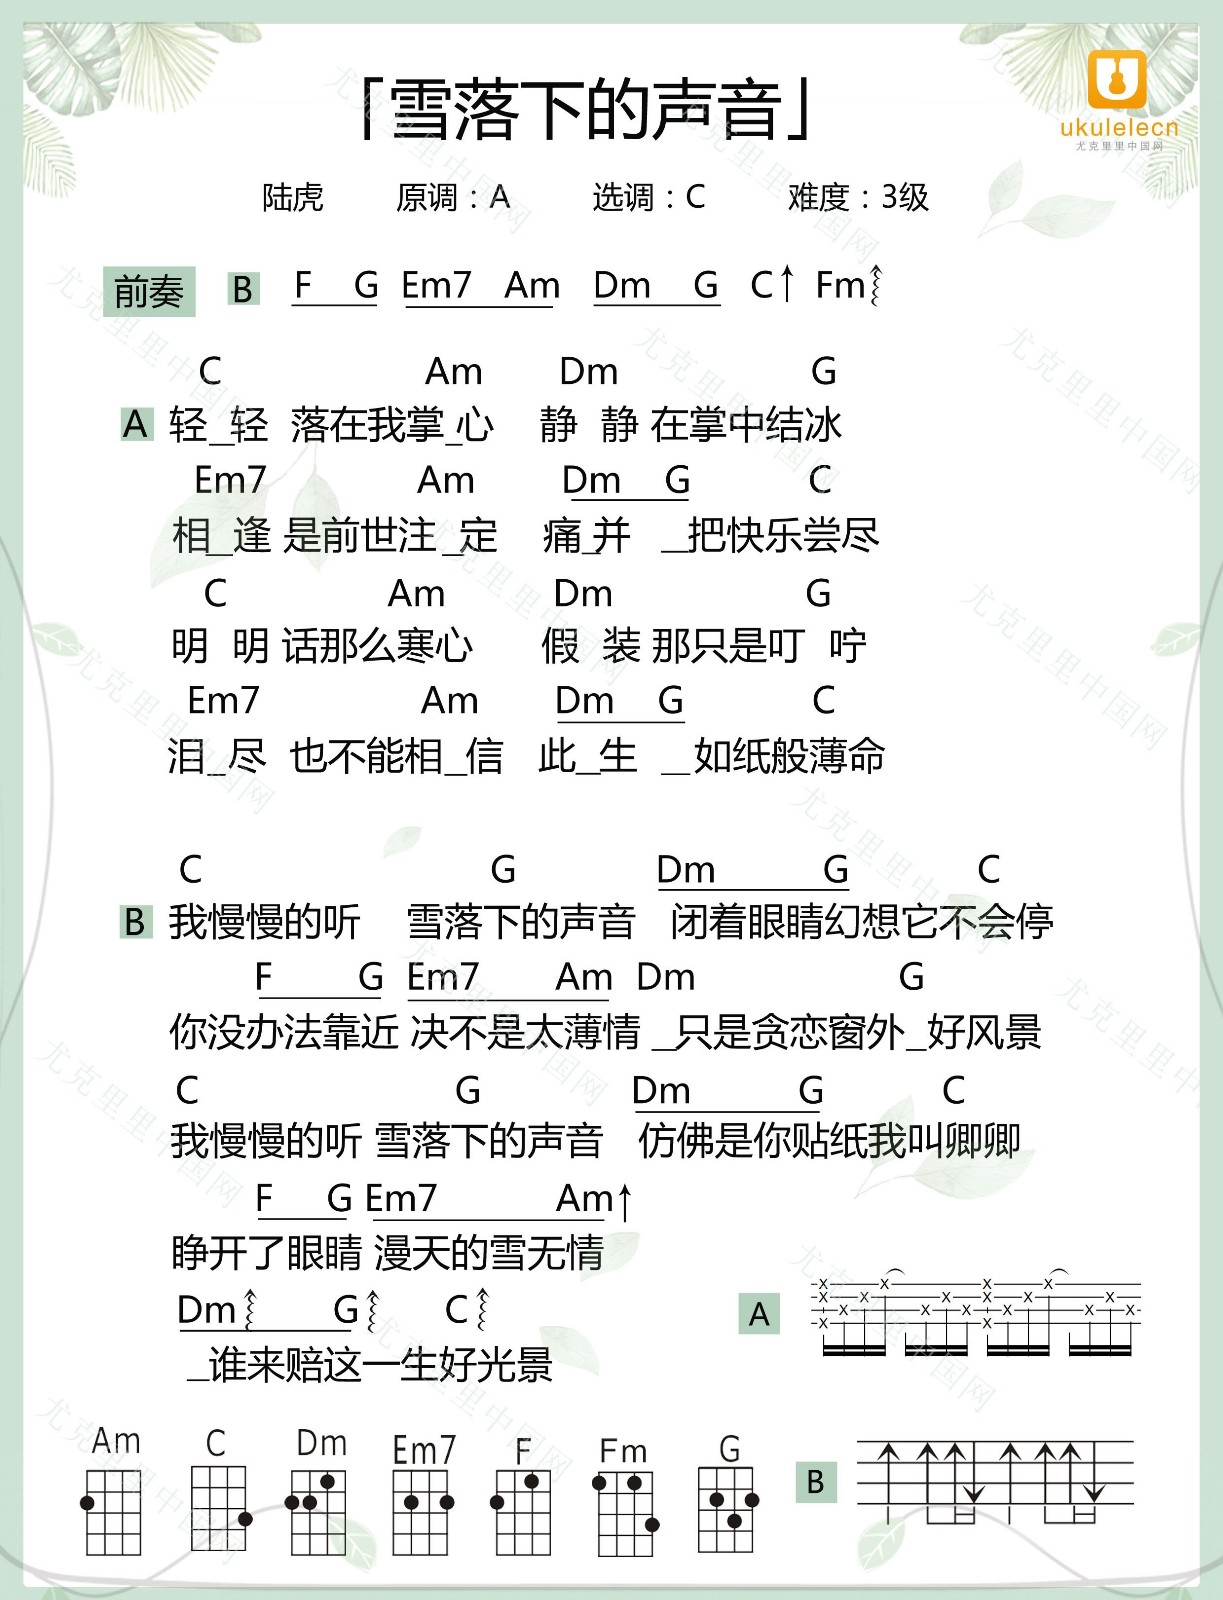 「雪落下的声音」
ukulelecn
尤克里里中国网
陆虎 原调：A 选调：C 难度：3级
前奏 B F G Em7 Am Dm G C↑ Fm
C Am Dm G
A 轻_轻 落在我掌_心 静 静 在掌中结冰
Em7 Am Dm G C
相_逢 是前世注_定 痛_并 _把快乐尝尽
C Am Dm G
明 明 话那么寒心 假 装 那只是叮 咛
Em7 Am Dm G C
泪_尽 也不能相_信 此_生 _如纸般薄命
C G Dm G C
B 我慢慢的听 雪落下的声音 闭着眼睛幻想它不会停
F G Em7 Am Dm G
你没办法靠近 决不是太薄情 _只是贪恋窗外_好风景
C G Dm G C
我慢慢的听 雪落下的声音 仿佛是你贴纸我叫卿卿
F G Em7 Am↑
睁开了眼睛 漫天的雪无情
Dm G C
_谁来赔这一生好光景
A
Am C Dm Em7 F Fm G
B